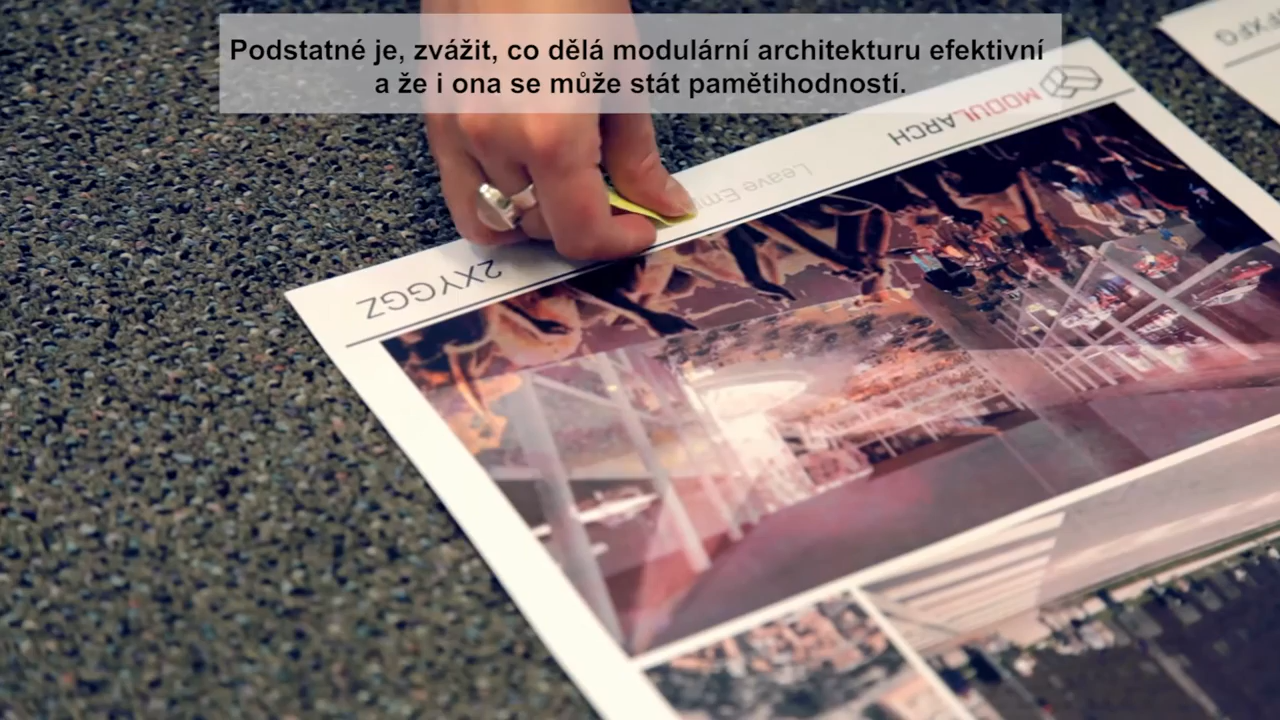 Podstatné je, zvážit, co dělá modulární architekturu efektivní
a že i ona se může stát pamětihodností.
MODULARCH
Leave
2XYGGZ